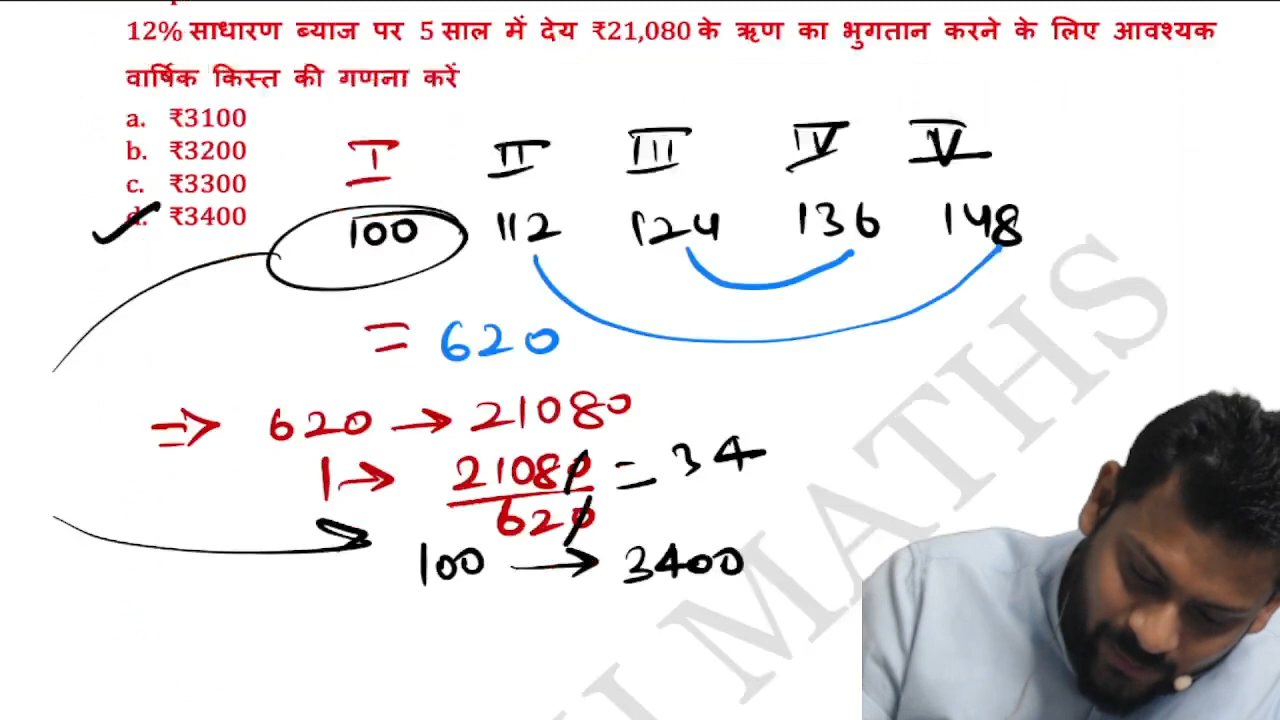 12% साधारण ब्याज पर 5 साल में देय ₹21,080 के ऋण का भुगतान करने के लिए आवश्यक
वार्षिक किस्त की गणना करें
a. ₹3100
b. ₹3200
c. ₹3300
d. ₹3400
I II III IV V
100 112 124 136 148
= 620
⇒ 620 → 21080
1 → 21080/620 = 34
100 → 3400
MATHS